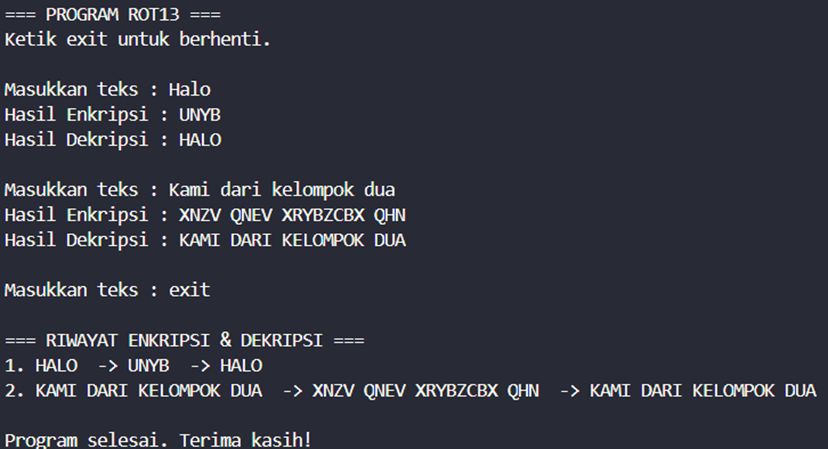 === PROGRAM ROT13 ===
Ketik exit untuk berhenti.
Masukkan teks : Halo
Hasil Enkripsi : UNYB
Hasil Dekripsi : HALO
Masukkan teks : Kami dari kelompok dua
Hasil Enkripsi : XNZV QNEV XRYBZCBX QHN
Hasil Dekripsi : KAMI DARI KELOMPOK DUA
Masukkan teks : exit
=== RIWAYAT ENKRIPSI & DEKRIPSI ===
1. HALO  -> UNYB  -> HALO
2. KAMI DARI KELOMPOK DUA  -> XNZV QNEV XRYBZCBX QHN  -> KAMI DARI KELOMPOK DUA
Program selesai. Terima kasih!